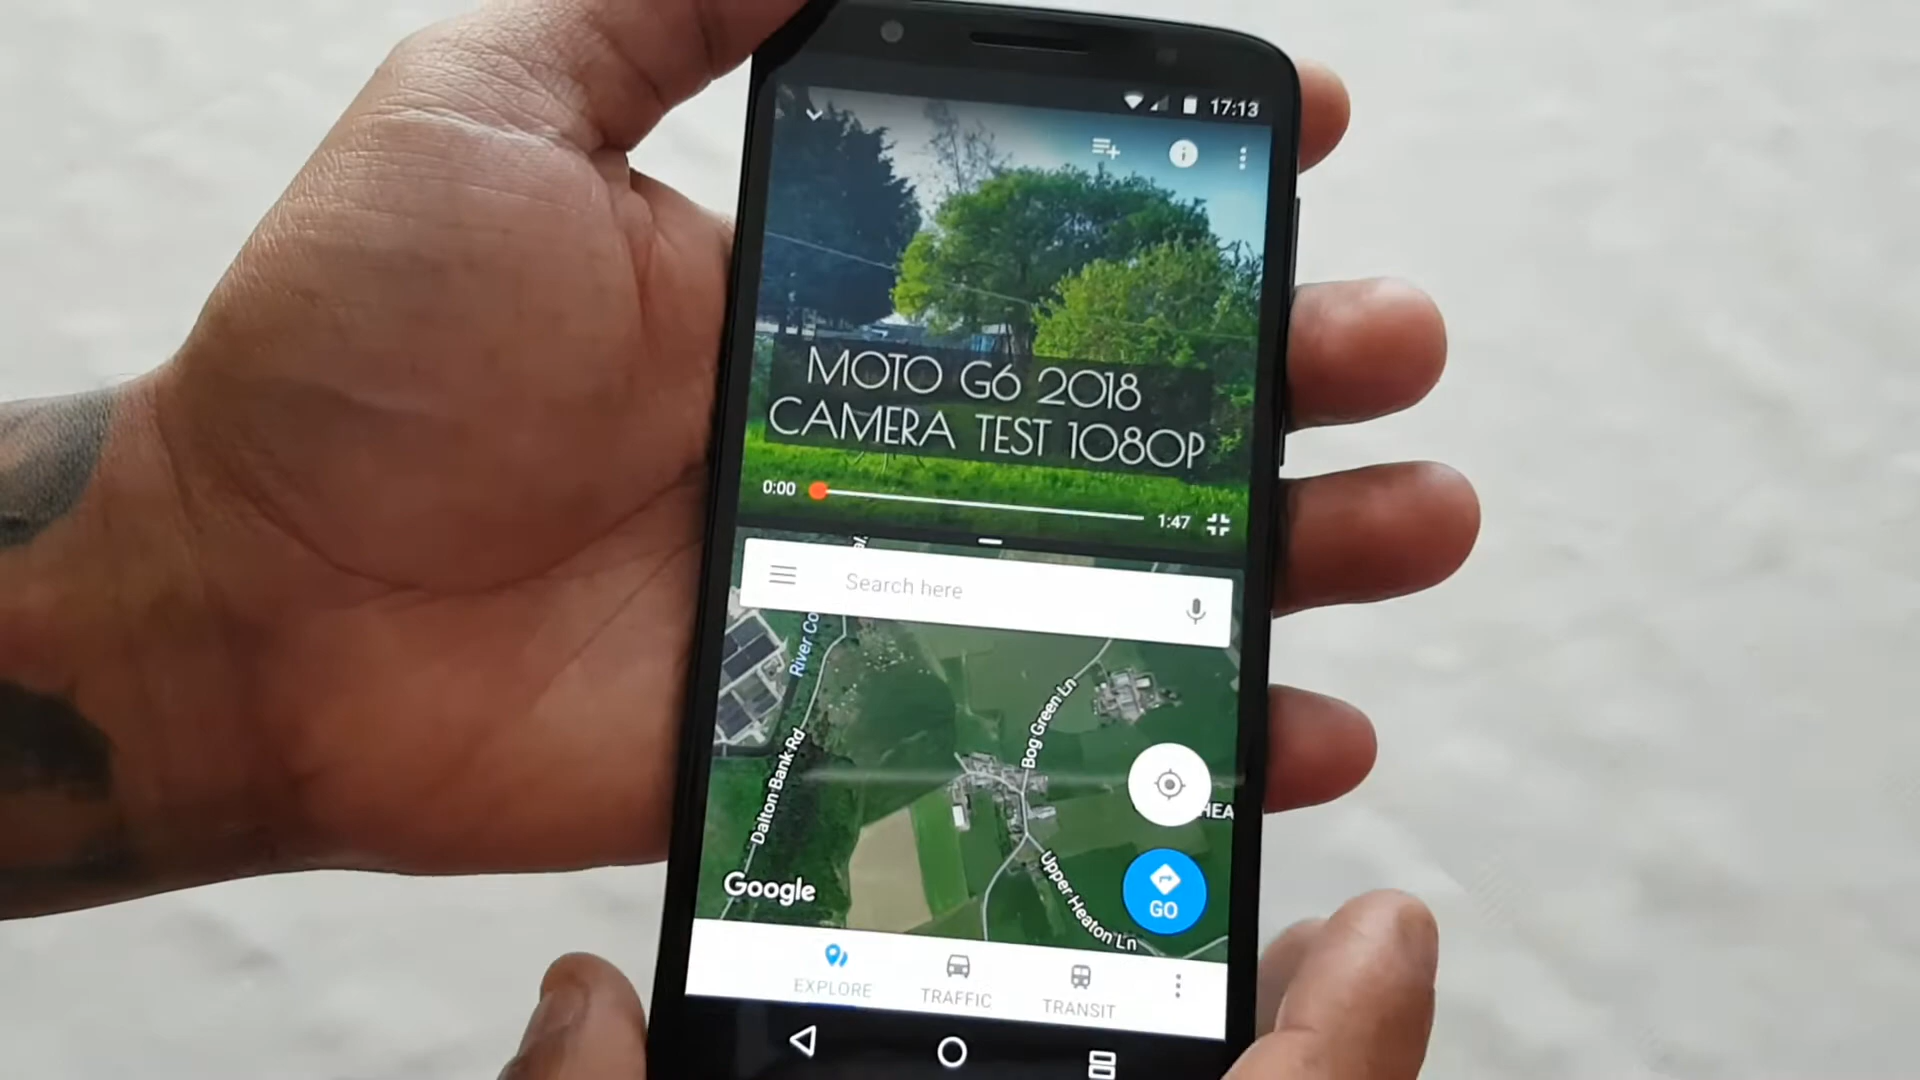 17:13
MOTO G6 2018
CAMERA TEST 1080P
0:00
1:47
Search here
River Co
Bog Green Ln
Dalton Bank Rd
HEA
Upper Heaton Ln
Google
GO
EXPLORE
TRAFFIC
TRANSIT